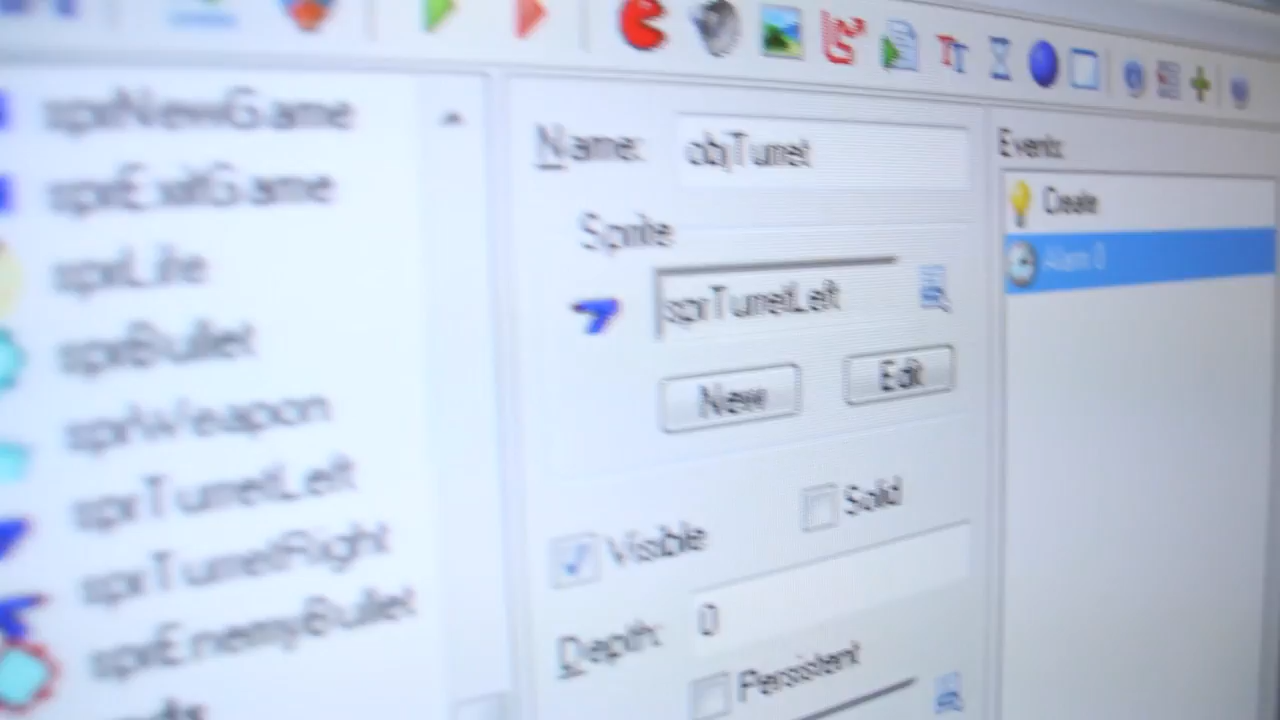 sprNewGame
sprExitGame
sprLife
sprBullet
sprWeapon
sprTurretLeft
sprTurretRight
sprEnemyBullet
Name: objTurret
Sprite
sprTurretLeft
New Edit
Visible Solid
Depth: 0
Persistent
Events:
Create
Alarm 0